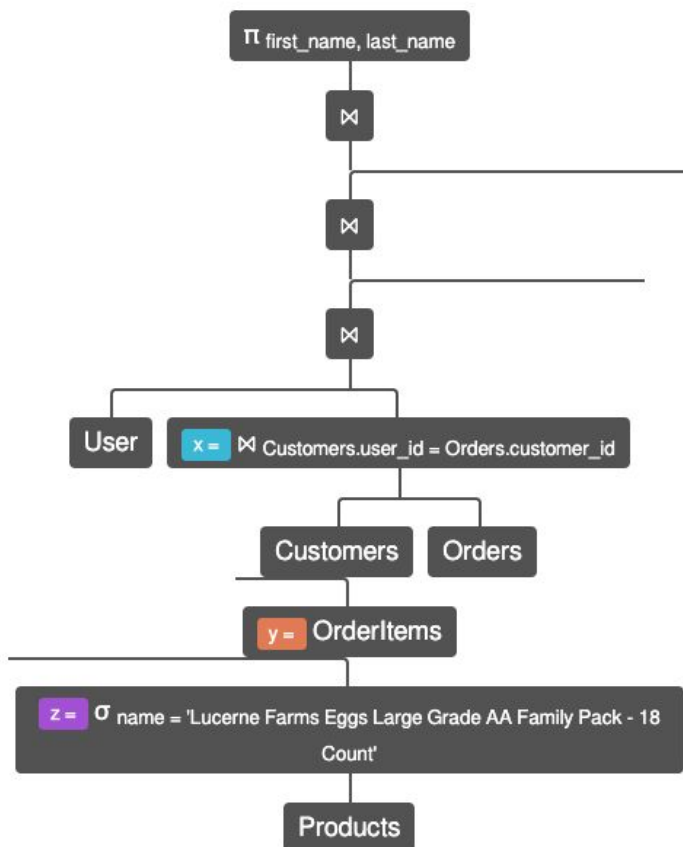 π first_name, last_name
⋈
⋈
⋈
User
x = ⋈ Customers.user_id = Orders.customer_id
Customers
Orders
y = OrderItems
z = σ name = 'Lucerne Farms Eggs Large Grade AA Family Pack - 18
Count'
Products